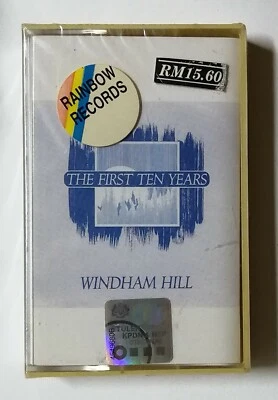 RAINBOW
RECORDS
RM15.60
THE FIRST TEN YEARS
WINDHAM HILL